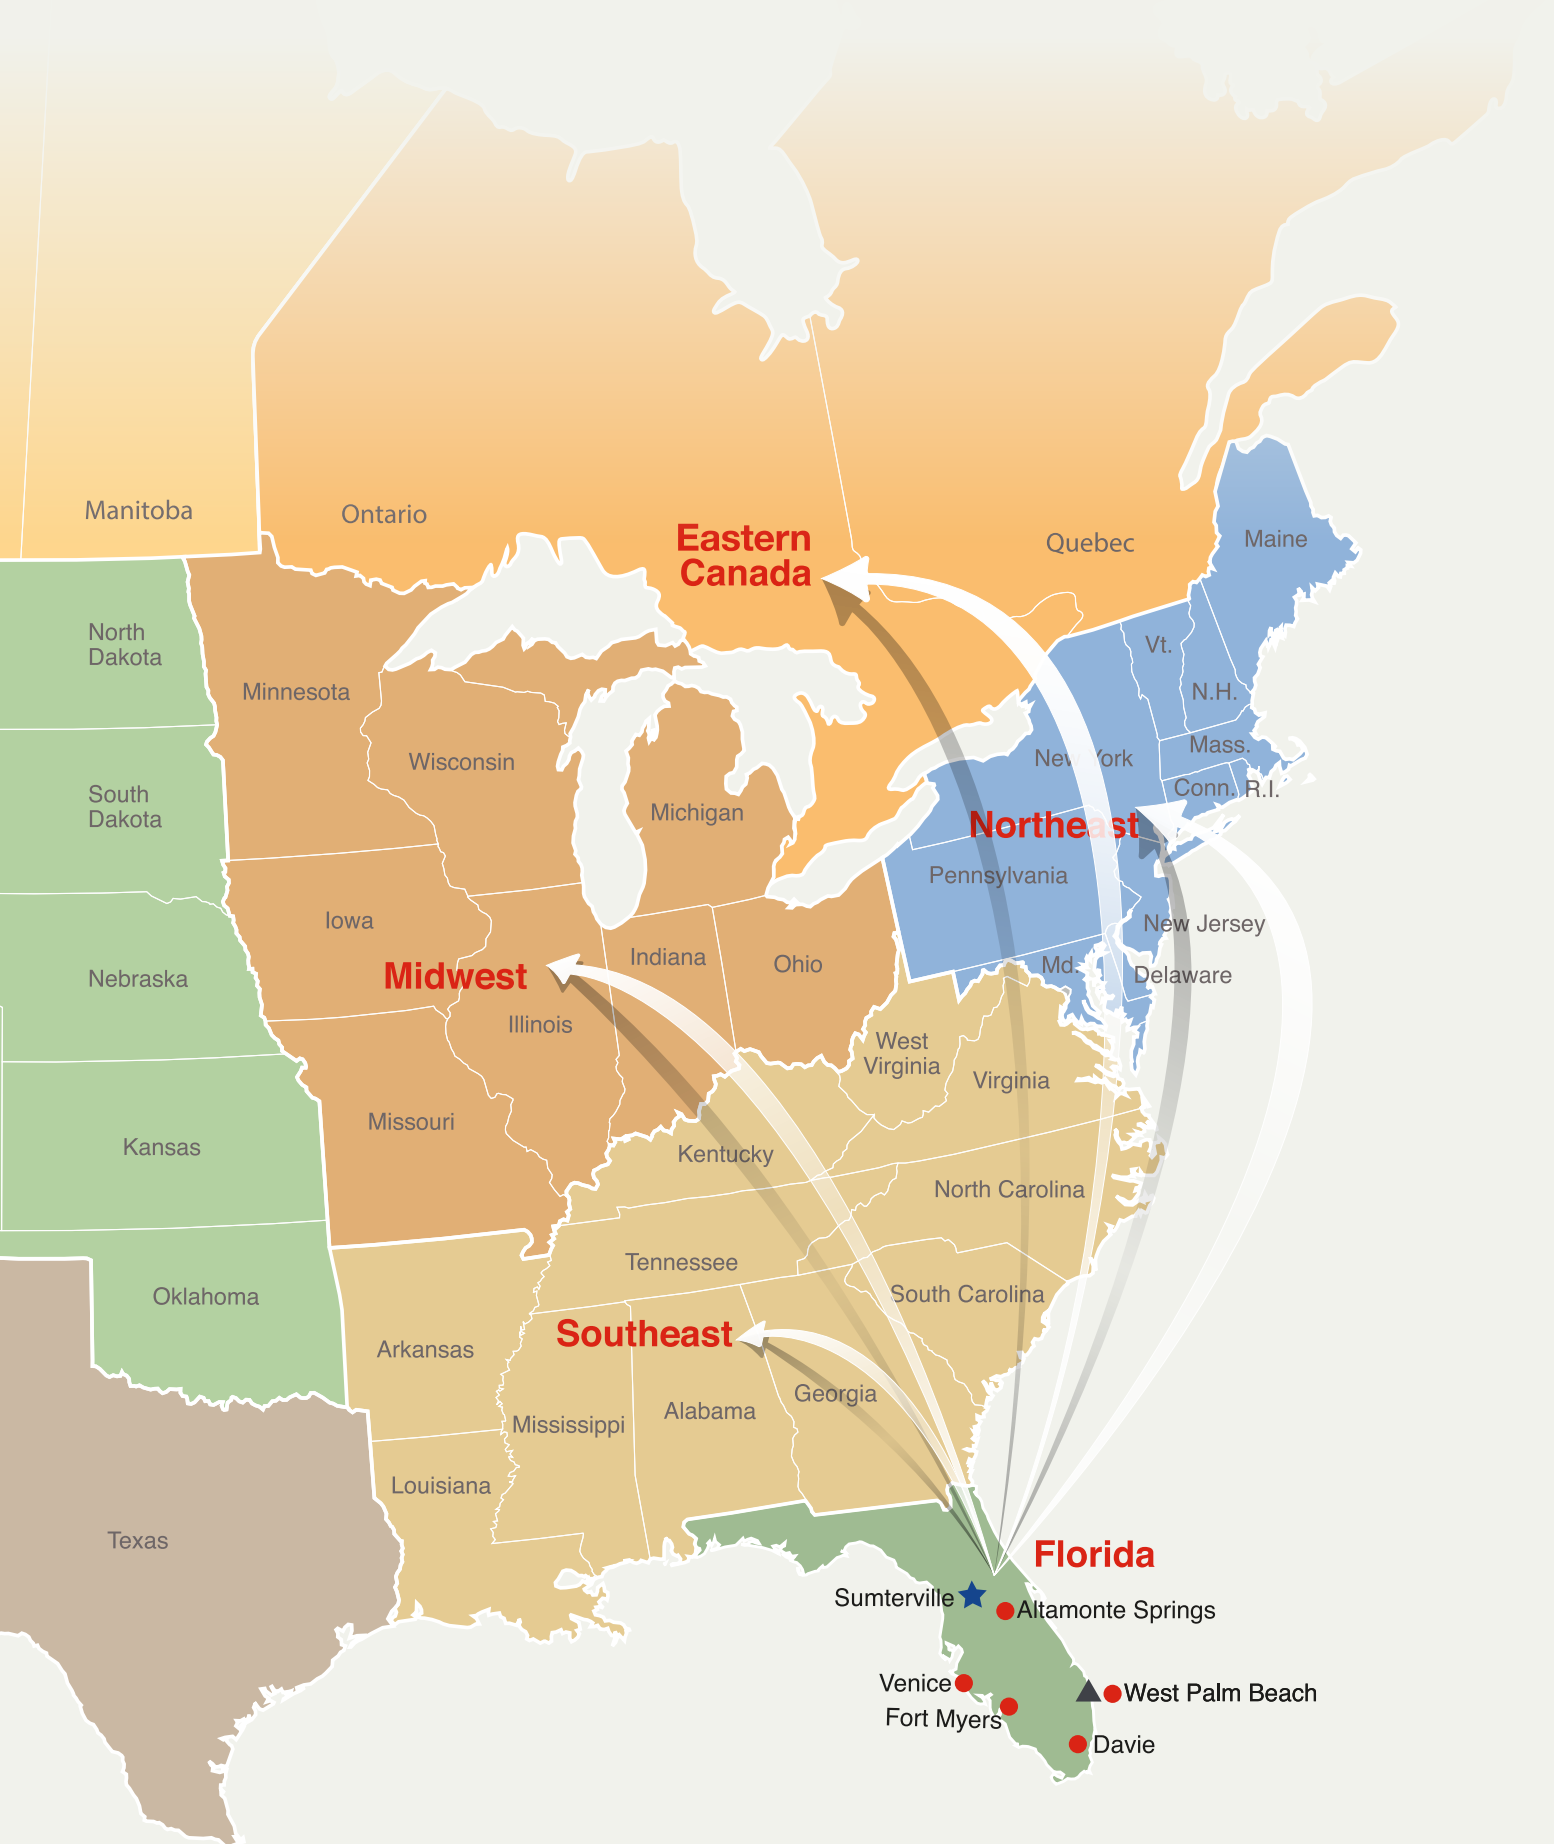 Manitoba
Ontario
Eastern
Canada
Quebec
Maine
North
Dakota
Minnesota
Vt.
N.H.
Wisconsin
New York
Mass.
South
Dakota
Michigan
Conn.
R.I.
Northeast
Pennsylvania
Iowa
New Jersey
Nebraska
Midwest
Indiana
Ohio
Md.
Delaware
Illinois
West
Virginia
Virginia
Missouri
Kansas
Kentucky
North Carolina
Tennessee
Oklahoma
South Carolina
Arkansas
Southeast
Georgia
Mississippi
Alabama
Louisiana
Texas
Florida
Sumterville
Altamonte Springs
Venice
West Palm Beach
Fort Myers
Davie